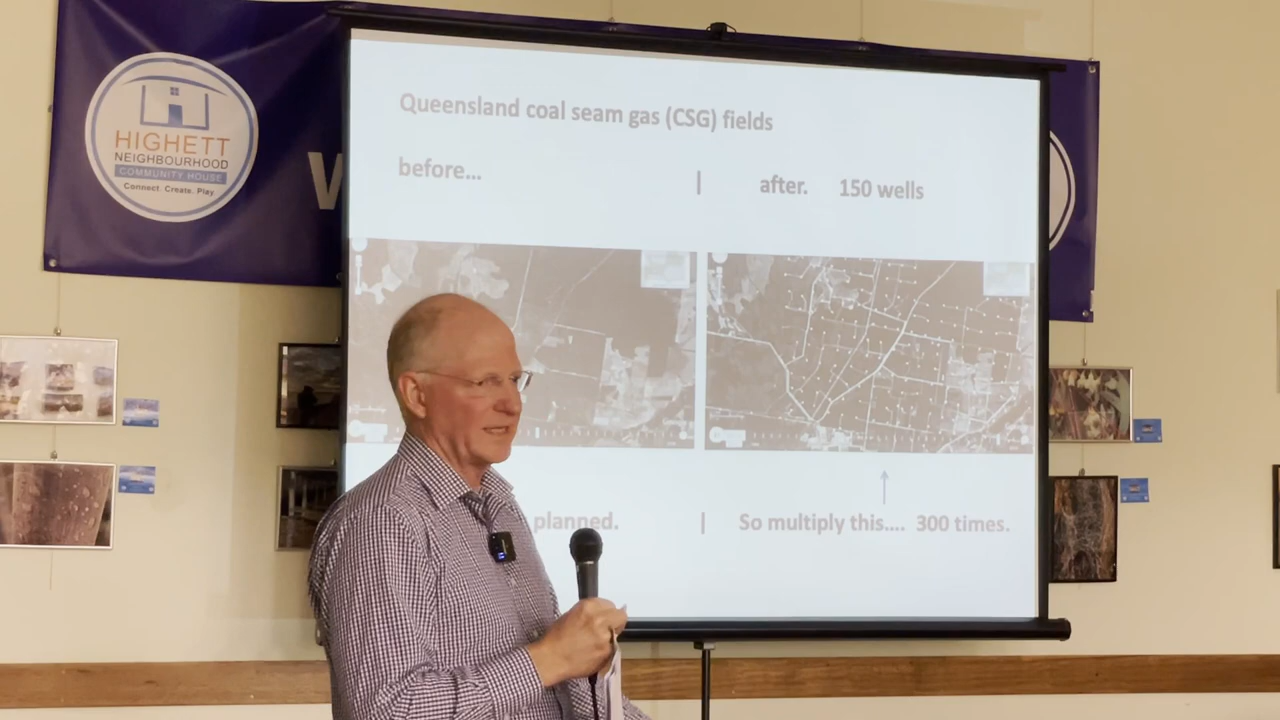 HIGHETT
NEIGHBOURHOOD
COMMUNITY HOUSE
Connect. Create. Play
W
Queensland coal seam gas (CSG) fields
before... | after. 150 wells
planned. | So multiply this.... 300 times.